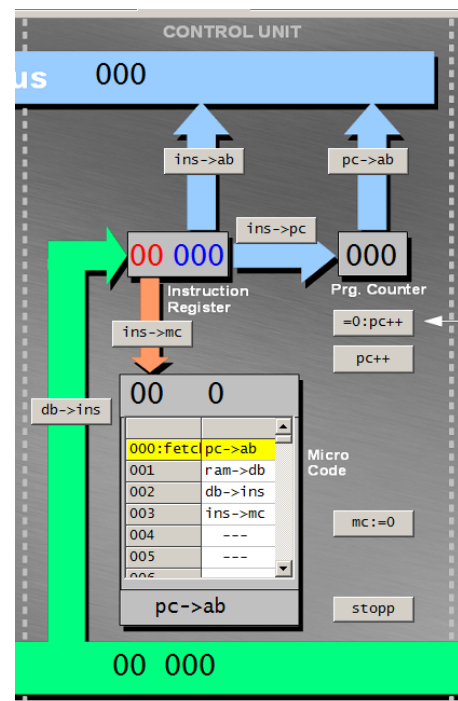 CONTROL UNIT
us 000
ins->ab pc->ab
ins->pc
00 000 000
Instruction Register
Prg. Counter
=0:pc++
ins->mc
pc++
00 0
db->ins
000:fetcl pc->ab
001 ram->db
002 db->ins
003 ins->mc
004 ---
005 ---
006
Micro Code
mc:=0
pc->ab
stopp
00 000